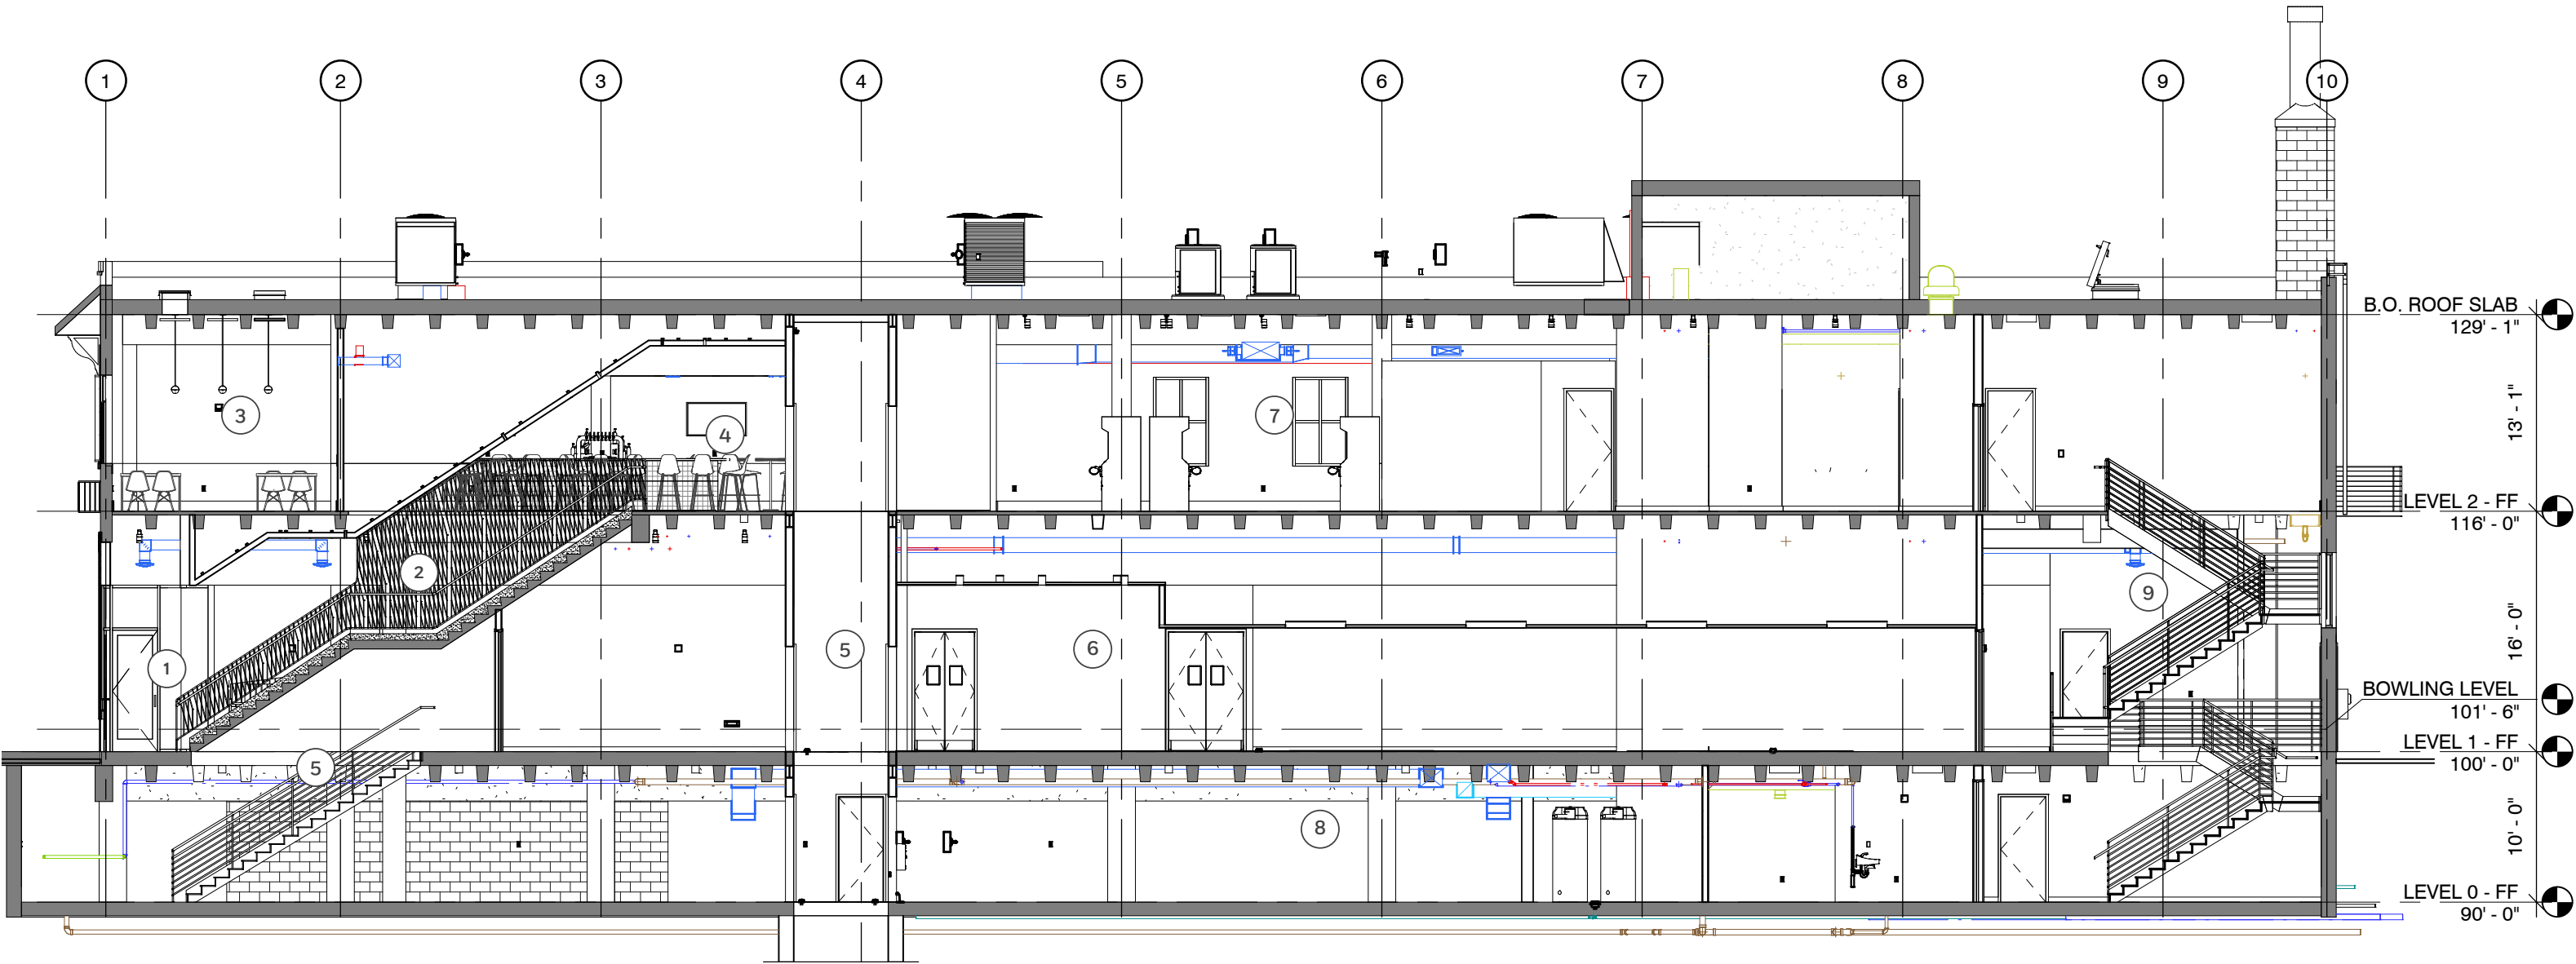 1 2 3 4 5 6 7 8 9 10
B.O. ROOF SLAB
129' - 1"
13' - 1"
3
4
7
LEVEL 2 - FF
116' - 0"
2
9
16' - 0"
1
5
6
BOWLING LEVEL
101' - 6"
LEVEL 1 - FF
100' - 0"
5
8
10' - 0"
LEVEL 0 - FF
90' - 0"